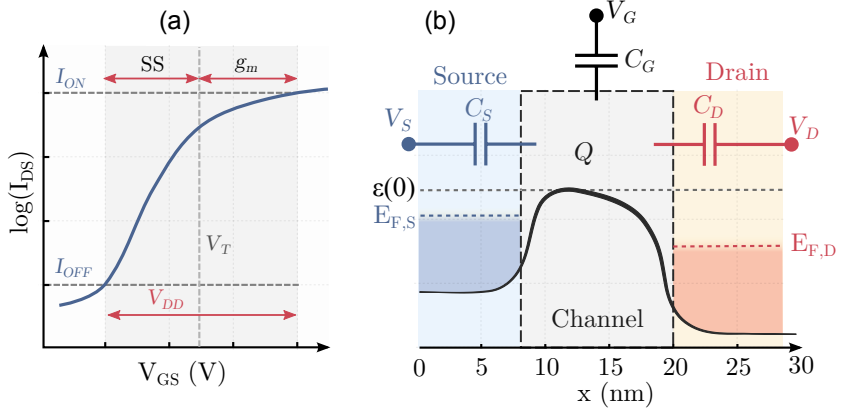 (a)
SS
g_m
I_ON
log(I_DS)
V_T
I_OFF
V_DD
V_GS (V)
(b)
V_G
C_G
Source
Drain
C_S
C_D
V_S
V_D
Q
ε(0)
E_F,S
E_F,D
Channel
0 5 10 15 20 25 30
x (nm)